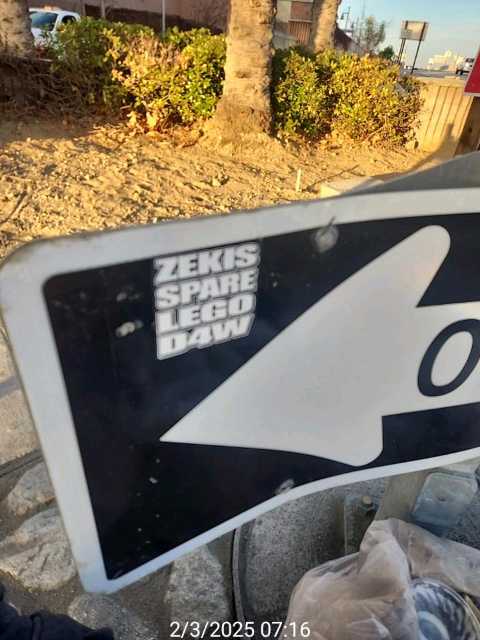 ZEKIS
SPARE
LEGO
D4W
O
2/3/2025 07:16